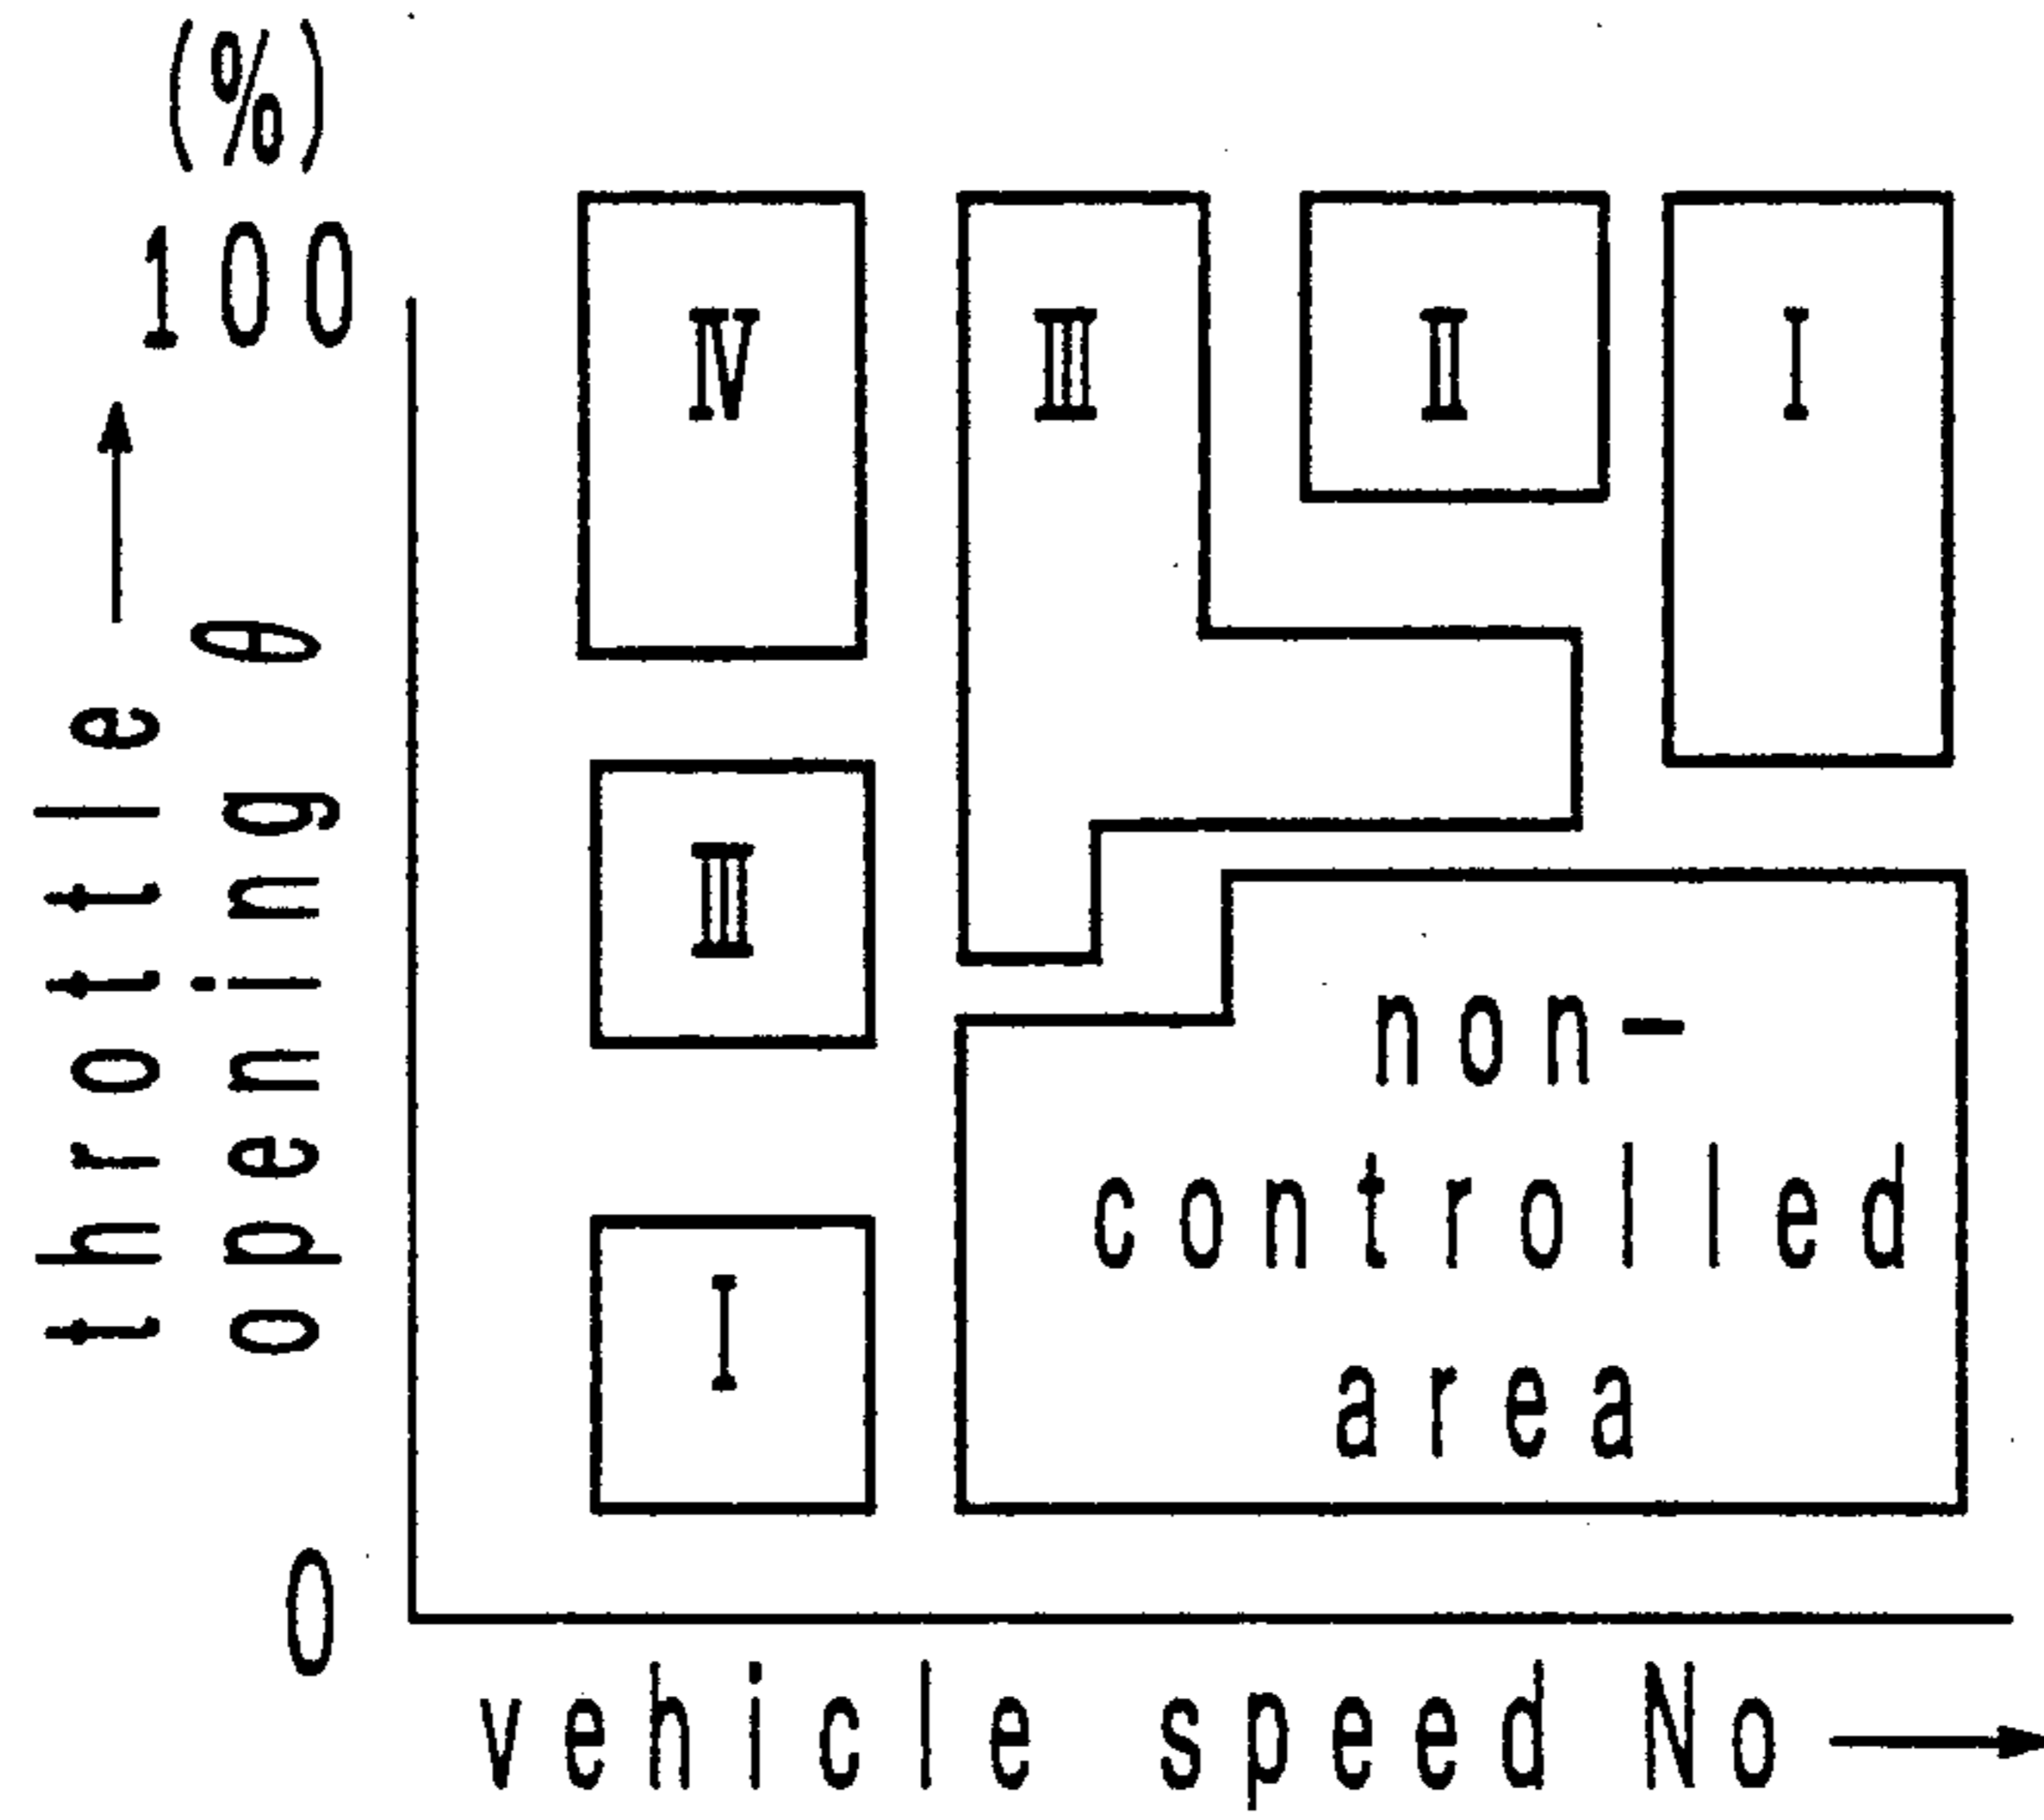 (%)
100
throttle
opening θ
IV
III
II
I
III
I
non-
controlled
area
0
vehicle speed No